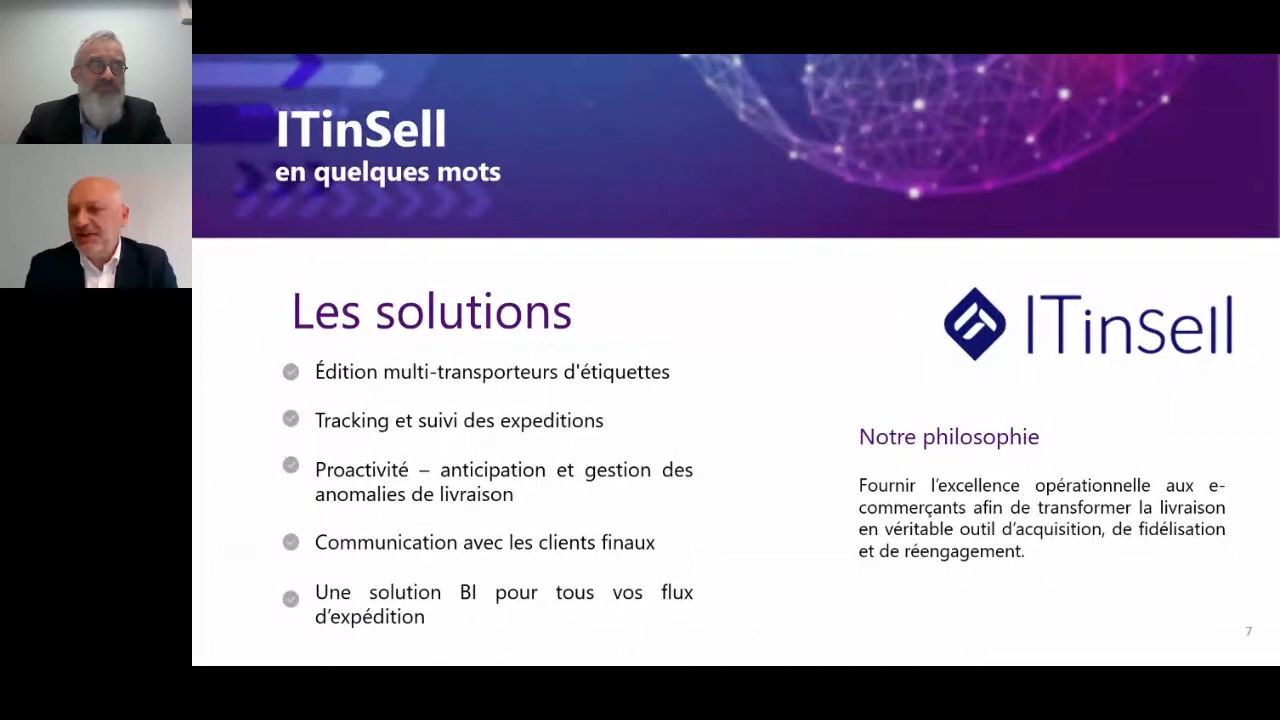 ITinSell
en quelques mots
Les solutions
Édition multi-transporteurs d'étiquettes
Tracking et suivi des expeditions
Proactivité – anticipation et gestion des
anomalies de livraison
Communication avec les clients finaux
Une solution BI pour tous vos flux
d’expédition
ITinSell
Notre philosophie
Fournir l’excellence opérationnelle aux e-
commerçants afin de transformer la livraison
en véritable outil d’acquisition, de fidélisation
et de réengagement.
7